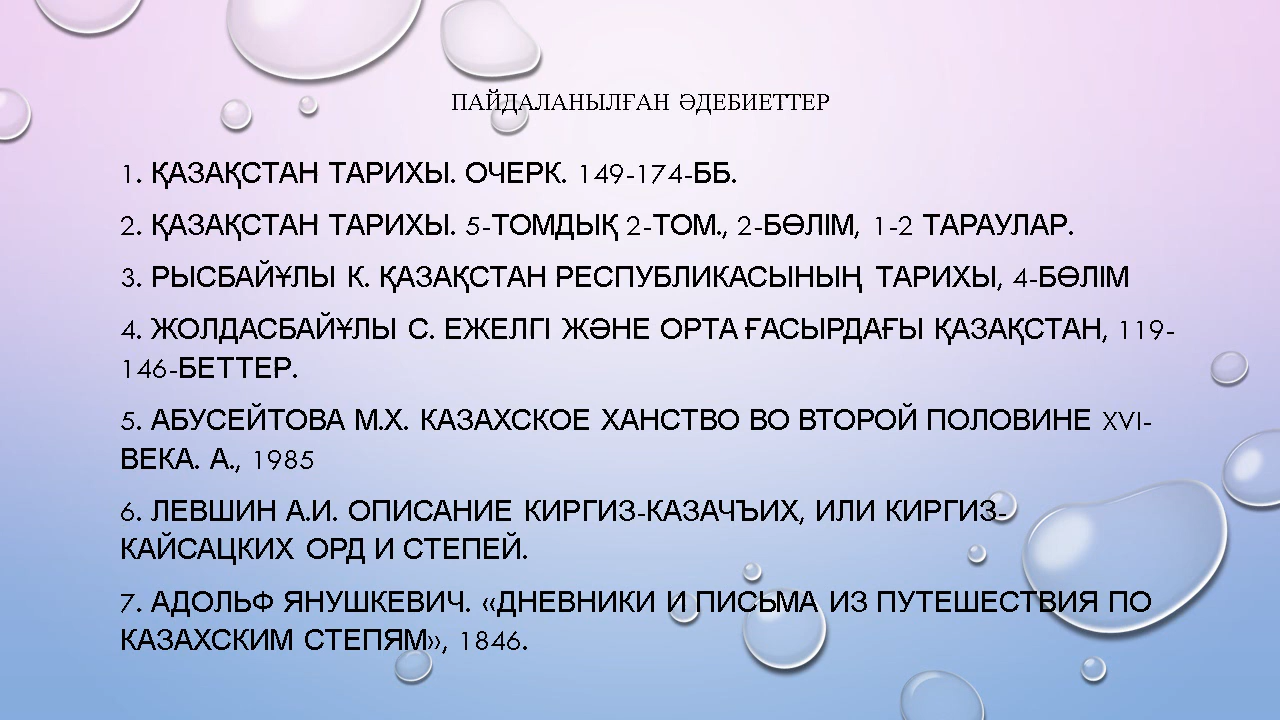 ПАЙДАЛАНЫЛҒАН ӘДЕБИЕТТЕР
1. ҚАЗАҚСТАН ТАРИХЫ. ОЧЕРК. 149-174-ББ.
2. ҚАЗАҚСТАН ТАРИХЫ. 5-ТОМДЫҚ 2-ТОМ., 2-БӨЛІМ, 1-2 ТАРАУЛАР.
3. РЫСБАЙҰЛЫ К. ҚАЗАҚСТАН РЕСПУБЛИКАСЫНЫҢ ТАРИХЫ, 4-БӨЛІМ
4. ЖОЛДАСБАЙҰЛЫ С. ЕЖЕЛГІ ЖӘНЕ ОРТА ҒАСЫРДАҒЫ ҚАЗАҚСТАН, 119-
146-БЕТТЕР.
5. АБУСЕЙТОВА М.Х. КАЗАХСКОЕ ХАНСТВО ВО ВТОРОЙ ПОЛОВИНЕ XVI-
ВЕКА. А., 1985
6. ЛЕВШИН А.И. ОПИСАНИЕ КИРГИЗ-КАЗАЧЪИХ, ИЛИ КИРГИЗ-
КАЙСАЦКИХ ОРД И СТЕПЕЙ.
7. АДОЛЬФ ЯНУШКЕВИЧ. «ДНЕВНИКИ И ПИСЬМА ИЗ ПУТЕШЕСТВИЯ ПО
КАЗАХСКИМ СТЕПЯМ», 1846.